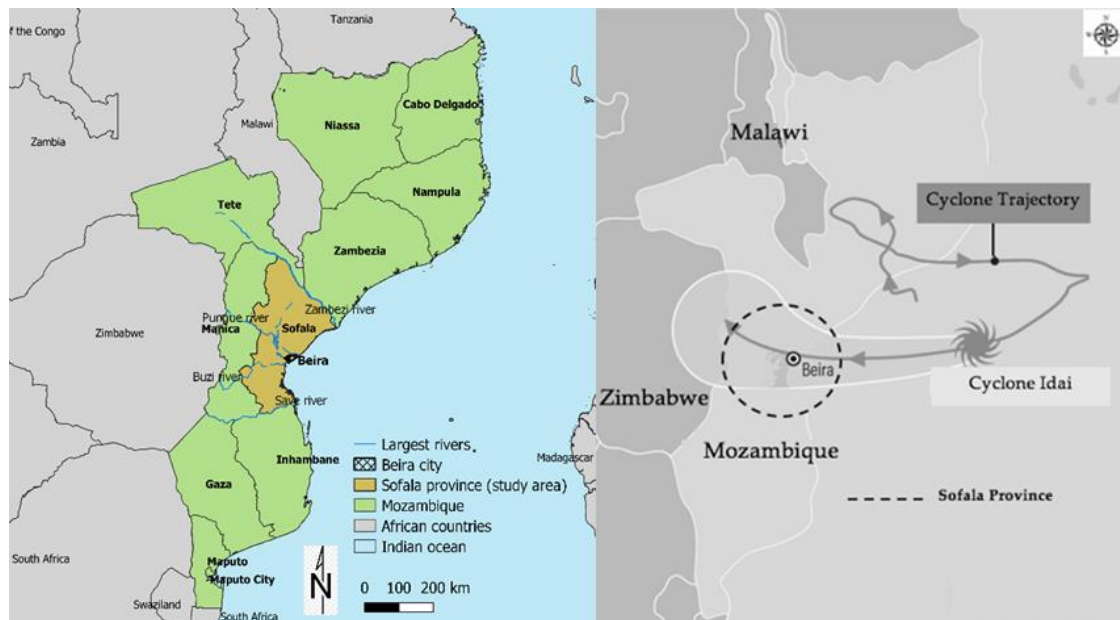 of the Congo
Tanzania
Zambia
Malawi
Cabo Delgado
Niassa
Nampula
Tete
Zambezia
Zimbabwe
Pungue river
Manica
Zambezi river
Sofala
Beira
Buzi river
Save river
Inhambane
Gaza
Madagascar
South Africa
Maputo
Maputo City
Swaziland
South Africa
Largest rivers
Beira city
Sofala province (study area)
Mozambique
African countries
Indian ocean
N
0 100 200 km
N
W
Malawi
Cyclone Trajectory
Beira
Cyclone Idai
Zimbabwe
Mozambique
Sofala Province